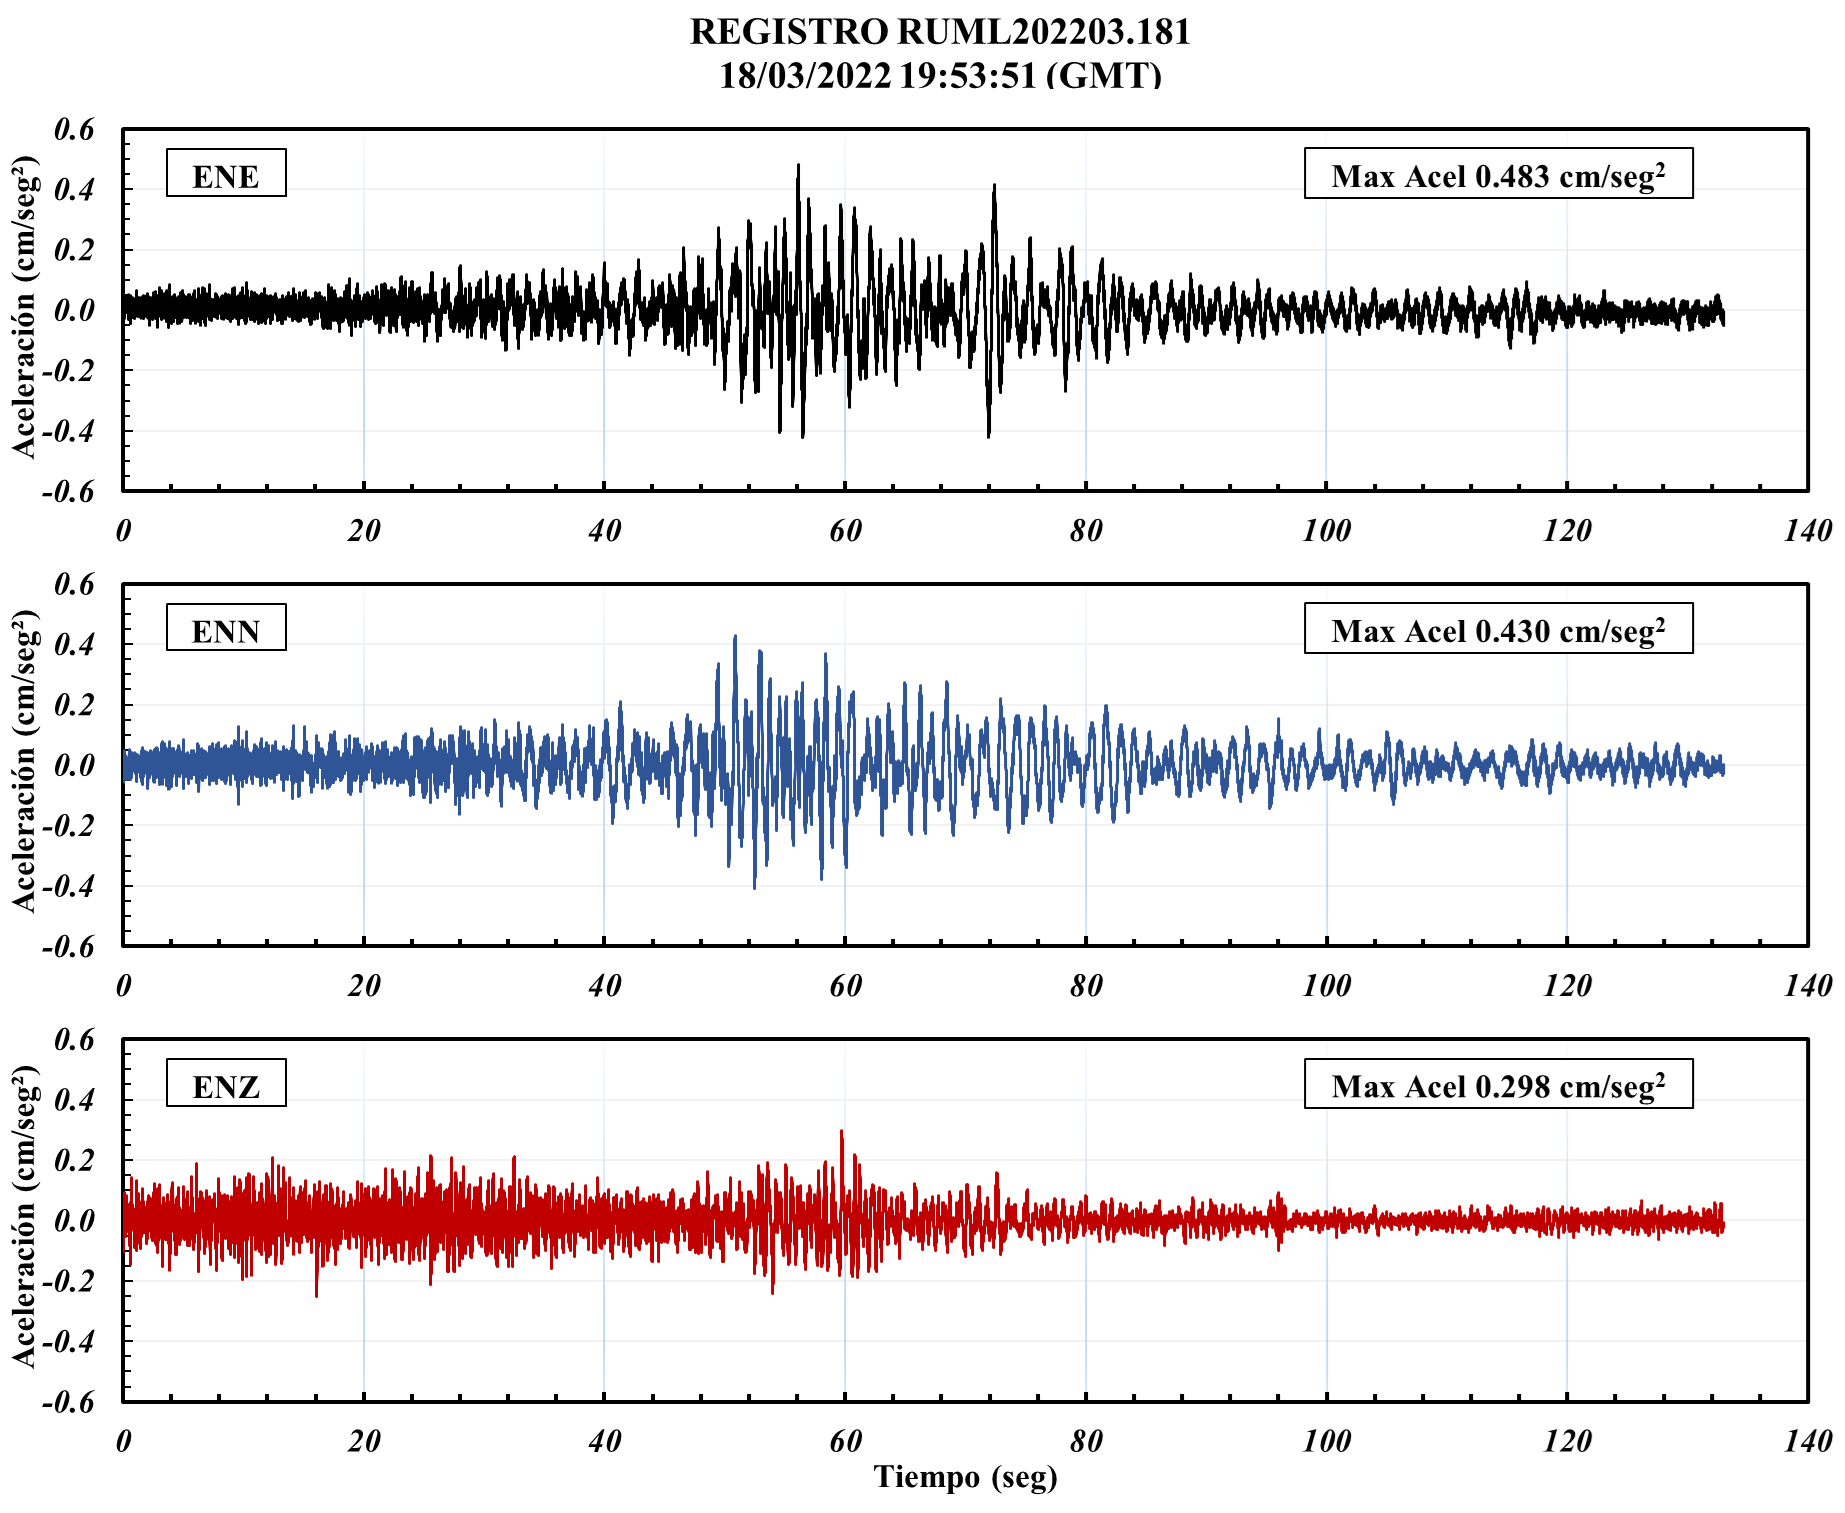 REGISTRO RUML202203.181
18/03/2022 19:53:51 (GMT)
ENE
Max Acel 0.483 cm/seg²
Aceleración (cm/seg²)
0.6
0.4
0.2
0.0
-0.2
-0.4
-0.6
0 20 40 60 80 100 120 140
ENN
Max Acel 0.430 cm/seg²
Aceleración (cm/seg²)
0.6
0.4
0.2
0.0
-0.2
-0.4
-0.6
0 20 40 60 80 100 120 140
ENZ
Max Acel 0.298 cm/seg²
Aceleración (cm/seg²)
0.6
0.4
0.2
0.0
-0.2
-0.4
-0.6
0 20 40 60 80 100 120 140
Tiempo (seg)